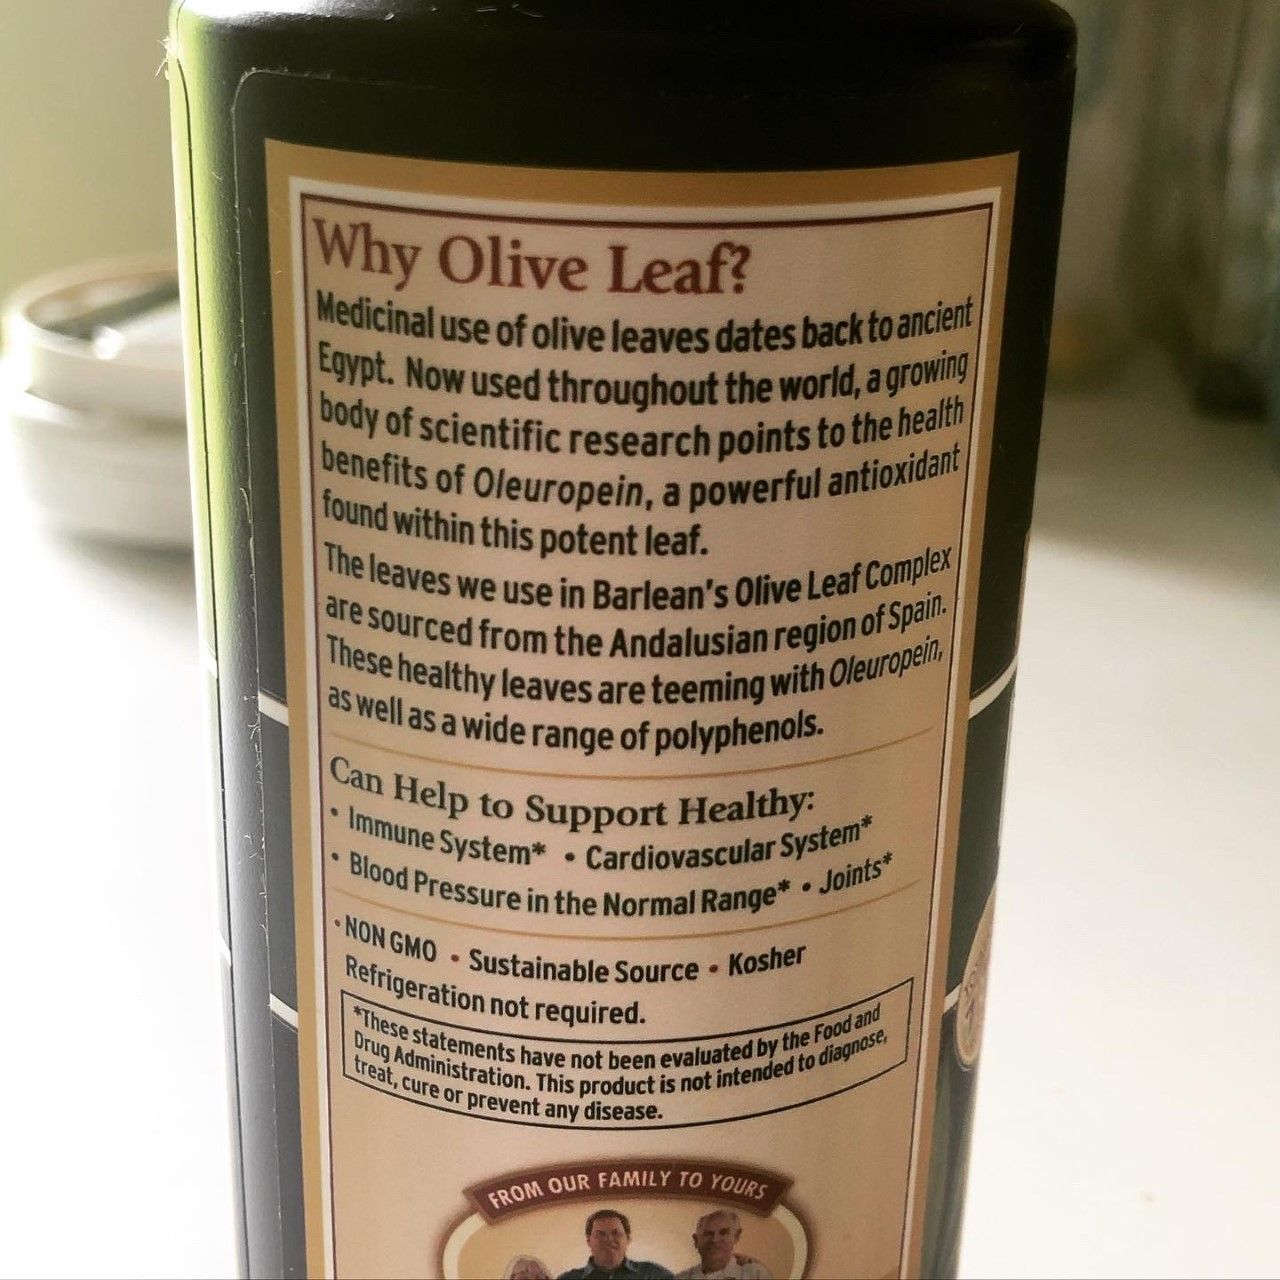 Why Olive Leaf?
Medicinal use of olive leaves dates back to ancient
Egypt. Now used throughout the world, a growing
body of scientific research points to the health
benefits of Oleuropein, a powerful antioxidant
found within this potent leaf.
The leaves we use in Barlean's Olive Leaf Complex
are sourced from the Andalusian region of Spain.
These healthy leaves are teeming with Oleuropein,
as well as a wide range of polyphenols.
Can Help to Support Healthy:
• Immune System* • Cardiovascular System*
• Blood Pressure in the Normal Range* • Joints*
• NON GMO • Sustainable Source • Kosher
Refrigeration not required.
*These statements have not been evaluated by the Food and
Drug Administration. This product is not intended to diagnose,
treat, cure or prevent any disease.
FROM OUR FAMILY TO YOURS